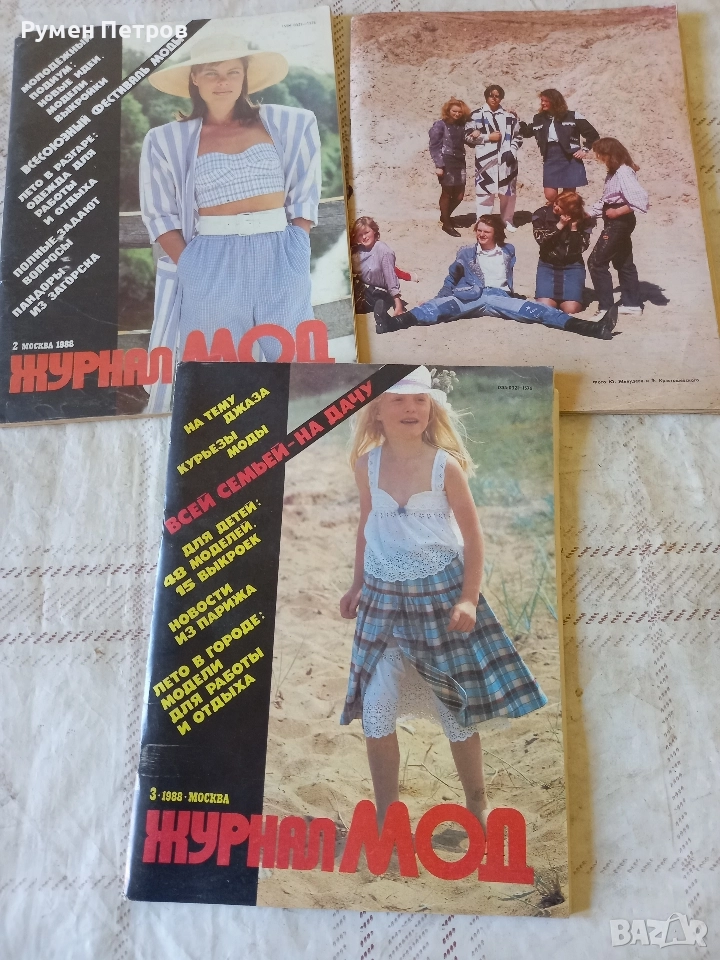 Румен Петров
МОЛОДЁЖНЫЙ
ПОДИУМ:
НОВЫЕ ИДЕИ.
МОДЕЛИ.
ВЫКРОЙКИ
ВСЕСОЮЗНЫЙ ФЕСТИВАЛЬ МОДЫ
ЛЕТО В РАЗГАРЕ:
ОДЕЖДА ДЛЯ
РАБОТЫ
И ОТДЫХА
ПОЛНЫЕ ЗАДАЮТ
ВОПРОСЫ
ПАНДОРЫ
ИЗ ЗАГОРСКА
2 МОСКВА 1988
ЖУРНАЛ МОД
НА ТЕМУ
ДЖАЗА
КУРЬЕЗЫ
МОДЫ
ВСЕЙ СЕМЬЕЙ-НА ДАЧУ
ДЛЯ ДЕТЕЙ:
48 МОДЕЛЕЙ.
15 ВЫКРОЕК
НОВОСТИ
ИЗ ПАРИЖА
ЛЕТО В ГОРОДЕ:
МОДЕЛИ
ДЛЯ РАБОТЫ
И ОТДЫХА
3·1988·МОСКВА
ЖУРНАЛ МОД
BAZAR